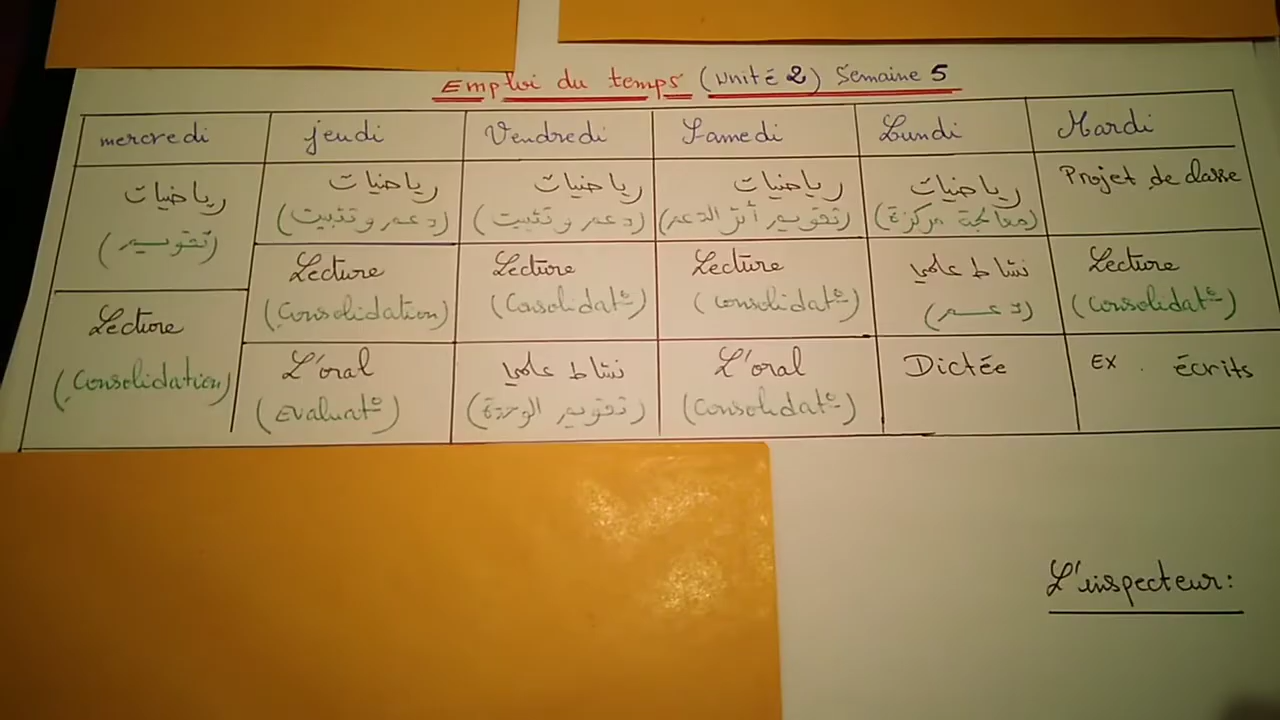 Emploi du temps (unité 2) Semaine 5
mercredi
jeudi
Vendredi
Samedi
Lundi
Mardi
رياضيات
(تقويم)
رياضيات
(دعم وتثبيت)
رياضيات
(دعم وتثبيت)
رياضيات
(تقويم أثر الدعم)
رياضيات
(معالجة مركزة)
Projet de classe
Lecture
(Consolidation)
Lecture
(Consolidation)
Lecture
(Consolidat°)
Lecture
(Consolidat°)
نشاط علمي
(دعم)
Lecture
(Consolidat°)
L'oral
(Evaluat°)
نشاط علمي
(تقويم الوحدة)
L'oral
(Consolidat°)
Dictée
EX. écrits
L'inspecteur: